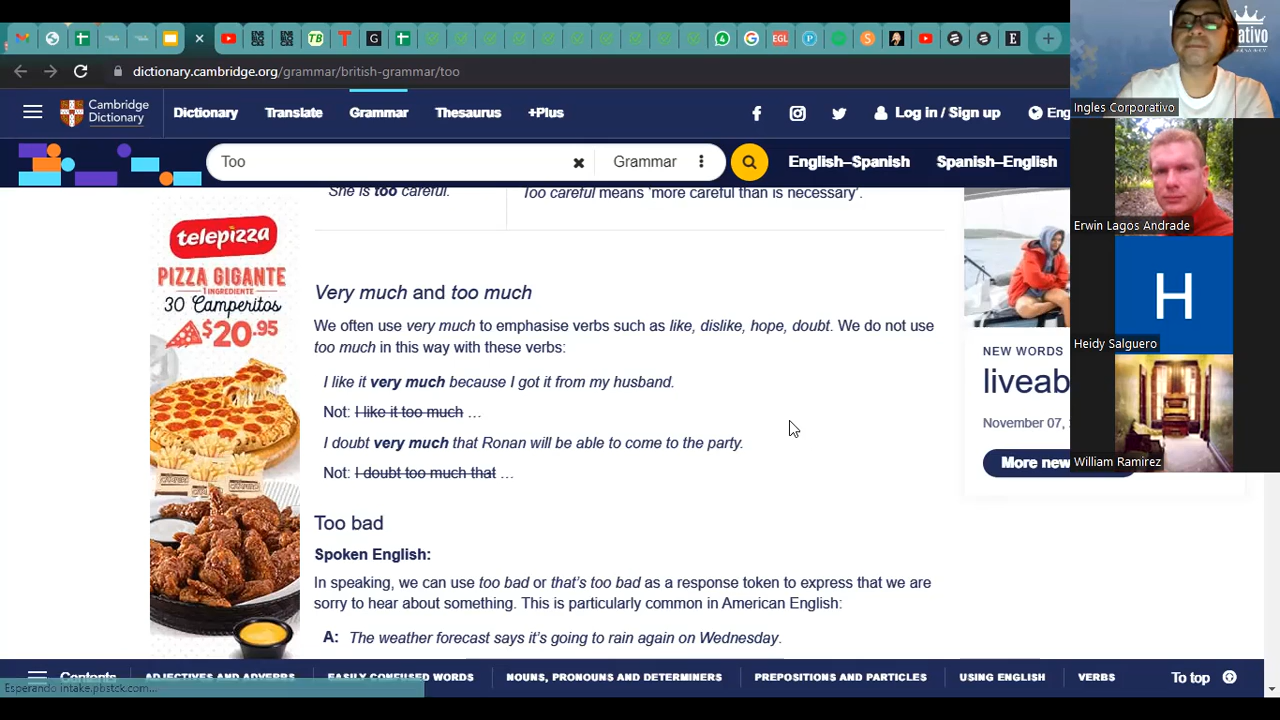 dictionary.cambridge.org/grammar/british-grammar/too
Cambridge Dictionary
Dictionary
Translate
Grammar
Thesaurus
+Plus
Log in / Sign up
Eng
Too
Grammar
English–Spanish
Spanish–English
She is too careful.
Too careful means 'more careful than is necessary'.
telepizza
PIZZA GIGANTE
1 INGREDIENTE
30 Camperitos
$20.95
Very much and too much
We often use very much to emphasise verbs such as like, dislike, hope, doubt. We do not use
too much in this way with these verbs:
I like it very much because I got it from my husband.
Not: I like it too much …
I doubt very much that Ronan will be able to come to the party.
Not: I doubt too much that …
Too bad
Spoken English:
In speaking, we can use too bad or that's too bad as a response token to express that we are
sorry to hear about something. This is particularly common in American English:
A: The weather forecast says it's going to rain again on Wednesday.
NEW WORDS
liveab
November 07,
More new
Ingles Corporativo
Erwin Lagos Andrade
H
Heidy Salguero
William Ramirez
Contents
ADJECTIVES AND ADVERBS
EASILY CONFUSED WORDS
NOUNS, PRONOUNS AND DETERMINERS
PREPOSITIONS AND PARTICLES
USING ENGLISH
VERBS
To top
Esperando intake.pbstck.com...